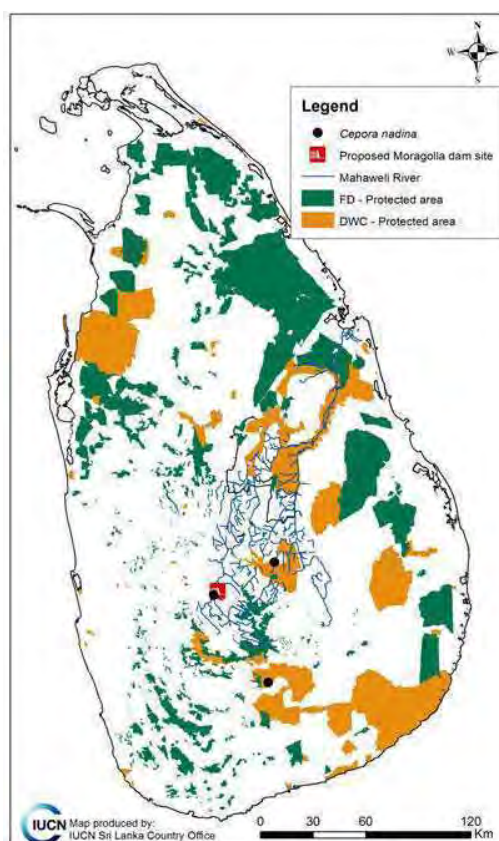 N
W E
S
Legend
Cepora nadina
Proposed Moragolla dam site
Mahaweli River
FD - Protected area
DWC - Protected area
IUCN
Map produced by:
IUCN Sri Lanka Country Office
0 30 60 120
Km